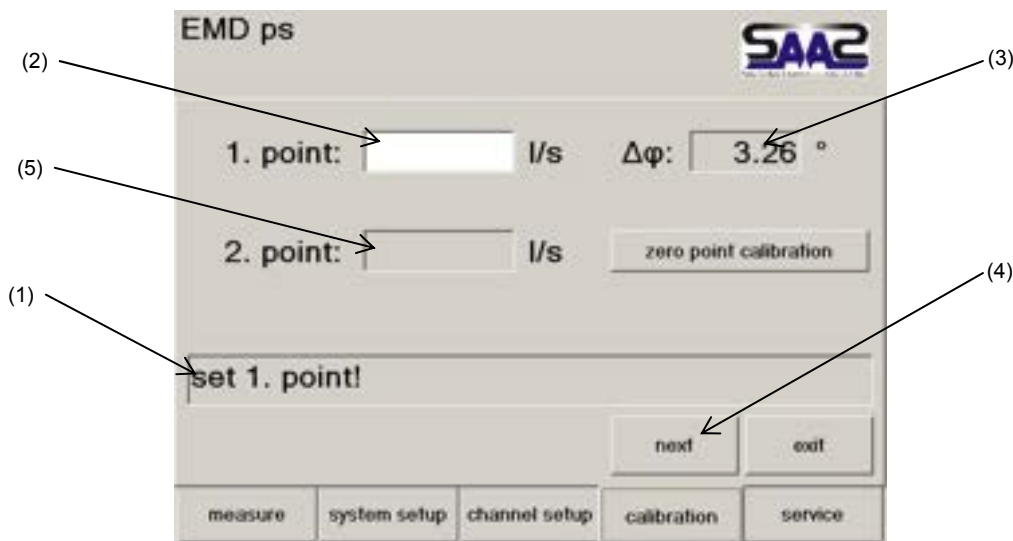 EMD ps
SAAS
(2)
(3)
1. point: l/s Δφ: 3.26 °
(5)
2. point: l/s zero point calibration
(4)
(1)
set 1. point!
next exit
measure system setup channel setup calibration service